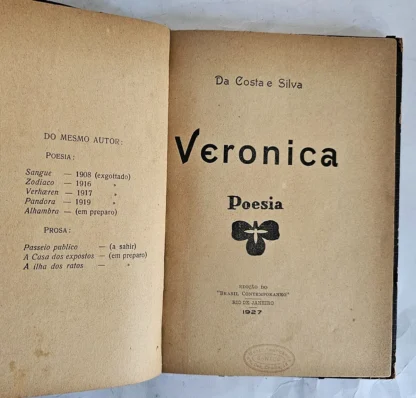 DO MESMO AUTOR:
POESIA:
Sangue — 1908 (exgottado)
Zodiaco — 1916 "
Verhæren — 1917 "
Pandora — 1919 "
Alhambra — (em preparo)
PROSA:
Passeio publico — (a sahir)
A Casa dos expostos — (em preparo)
A ilha dos ratos — "
Da Costa e Silva
Veronica
Poesia
EDIÇÃO DO
"BRASIL CONTEMPORANEO"
RIO DE JANEIRO
1927